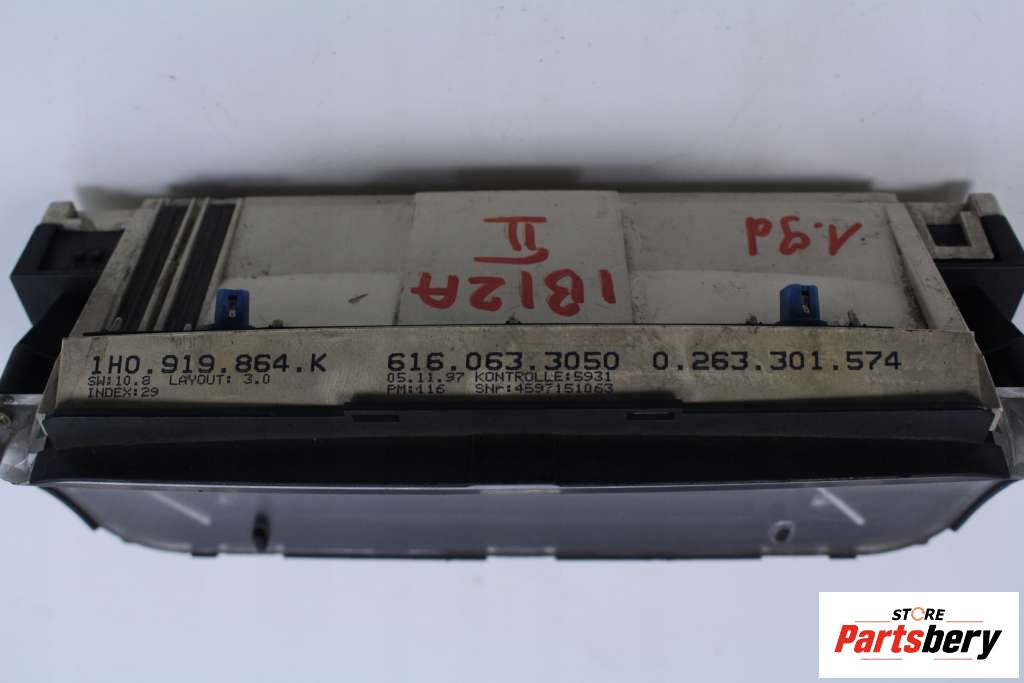 II
1.9d
IBIZA
1H0.919.864.K 616.063.3050 0.263.301.574
SW:10.8 LAYOUT: 3.0 05.11.97 KONTROLLE:5931
INDEX:29 PM:116 SNr:4597151063
STORE
Partsbery